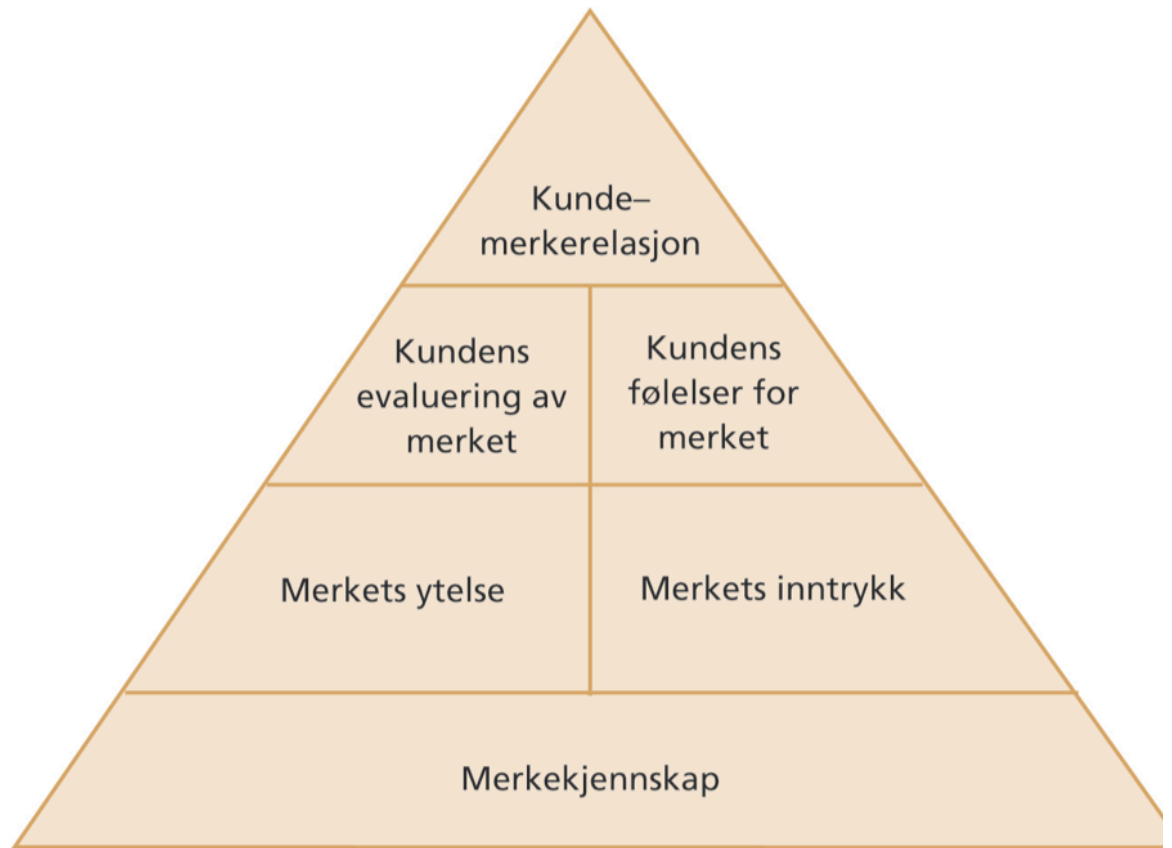 Kunde–
merkerelasjon
Kundens
evaluering av
merket
Kundens
følelser for
merket
Merkets ytelse
Merkets inntrykk
Merkekjennskap